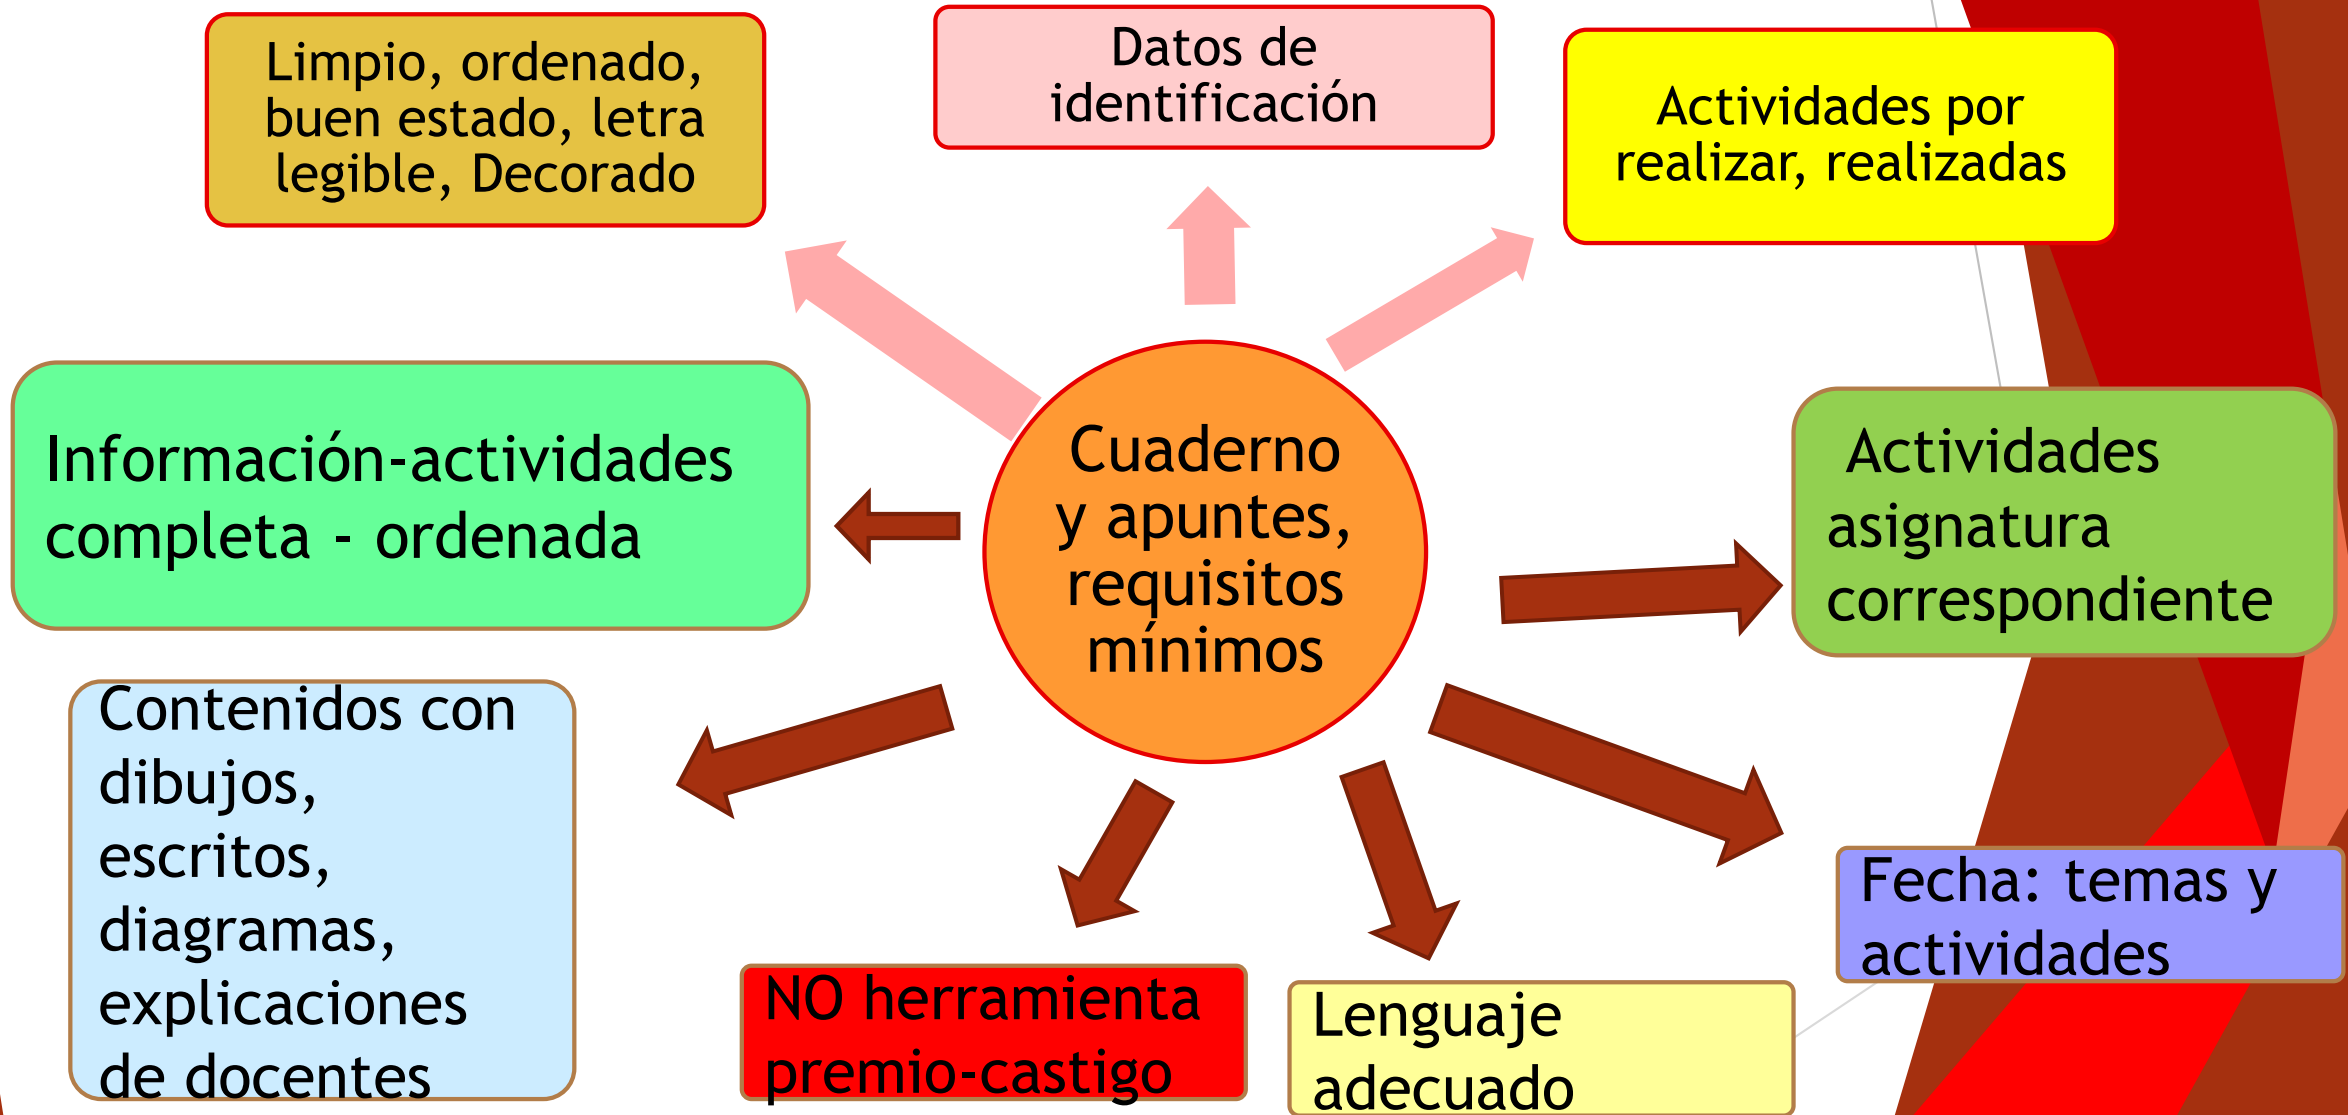 Limpio, ordenado,
buen estado, letra
legible, Decorado
Datos de
identificación
Actividades por
realizar, realizadas
Información-actividades
completa - ordenada
Cuaderno
y apuntes,
requisitos
mínimos
Actividades
asignatura
correspondiente
Contenidos con
dibujos,
escritos,
diagramas,
explicaciones
de docentes
NO herramienta
premio-castigo
Lenguaje
adecuado
Fecha: temas y
actividades